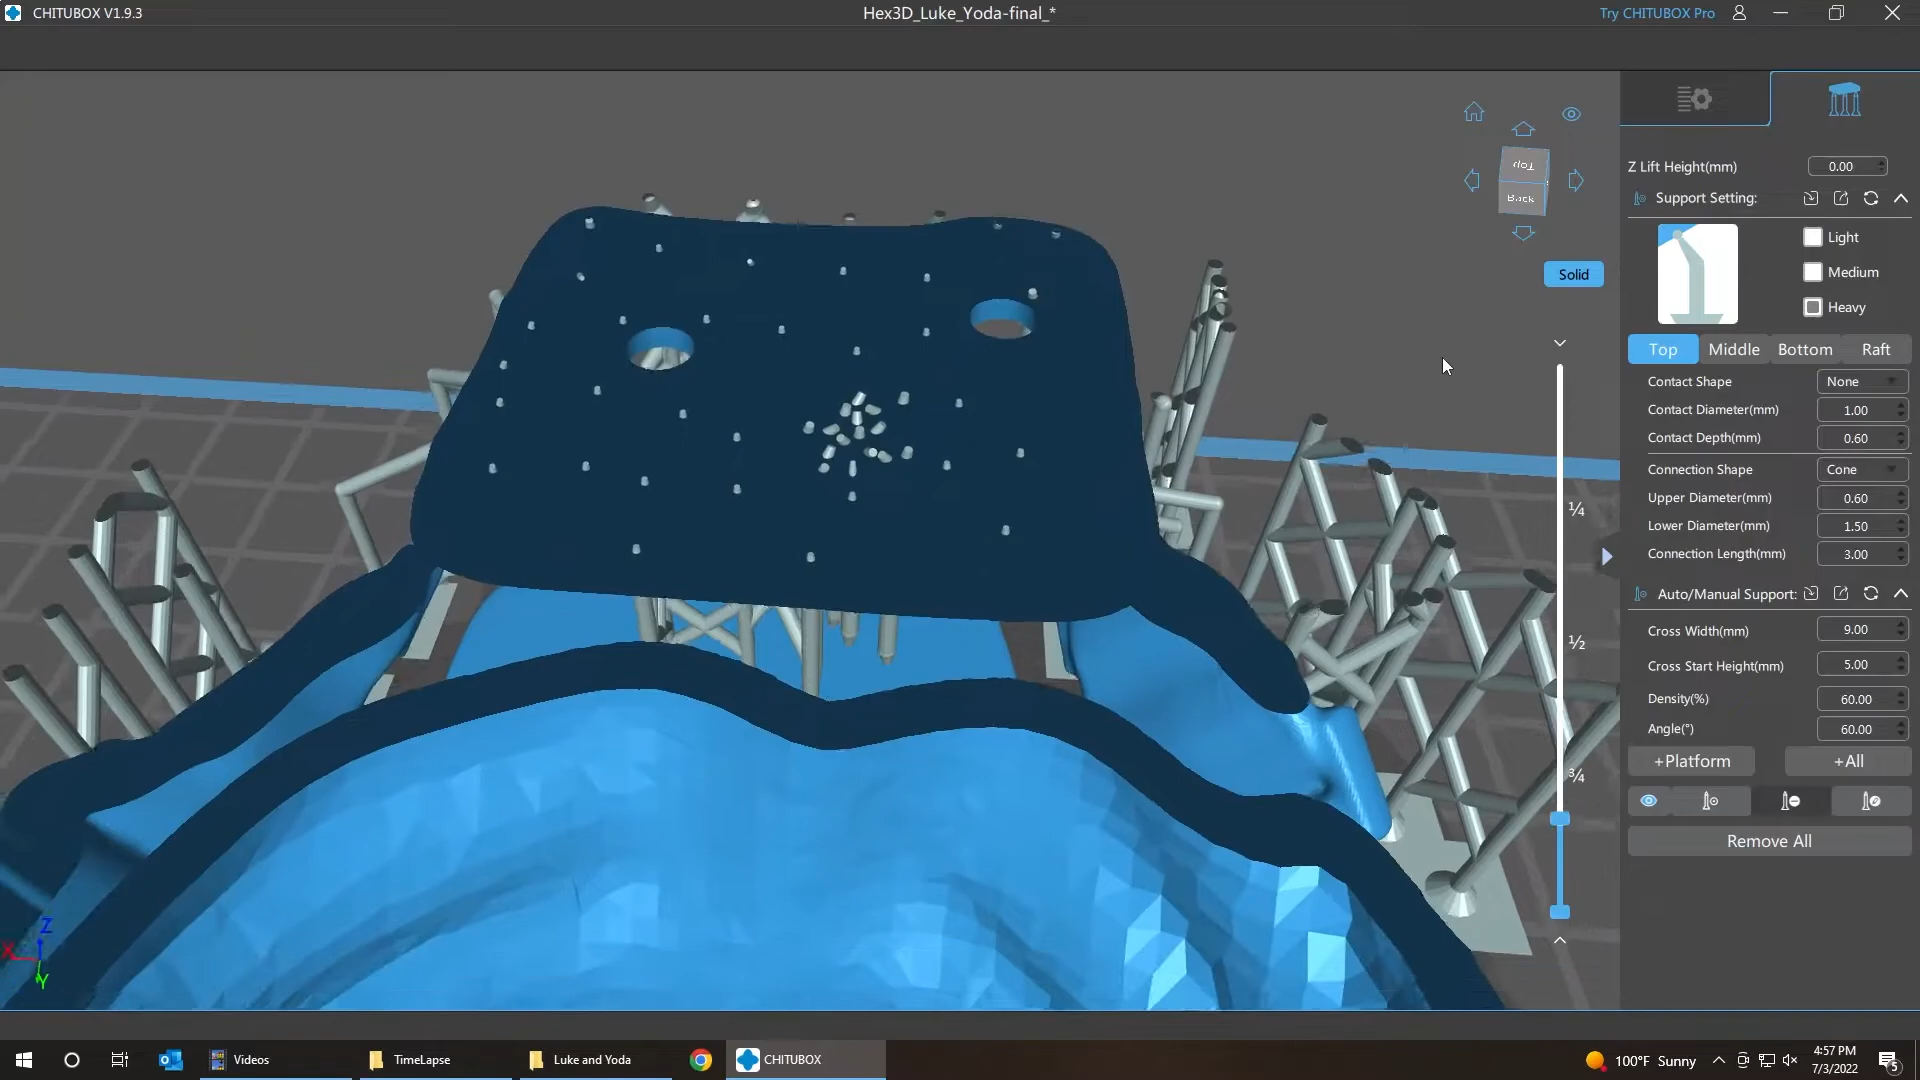 CHITUBOX V1.9.3
Hex3D_Luke_Yoda-final_*
Try CHITUBOX Pro
Top
Back
Solid
¼
½
¾
Z Lift Height(mm)
0.00
Support Setting:
Light
Medium
Heavy
Top
Middle
Bottom
Raft
Contact Shape
None
Contact Diameter(mm)
1.00
Contact Depth(mm)
0.60
Connection Shape
Cone
Upper Diameter(mm)
0.60
Lower Diameter(mm)
1.50
Connection Length(mm)
3.00
Auto/Manual Support:
Cross Width(mm)
9.00
Cross Start Height(mm)
5.00
Density(%)
60.00
Angle(°)
60.00
+Platform
+All
Remove All
Z
X
Y
Videos
TimeLapse
Luke and Yoda
CHITUBOX
100°F Sunny
4:57 PM
7/3/2022
5